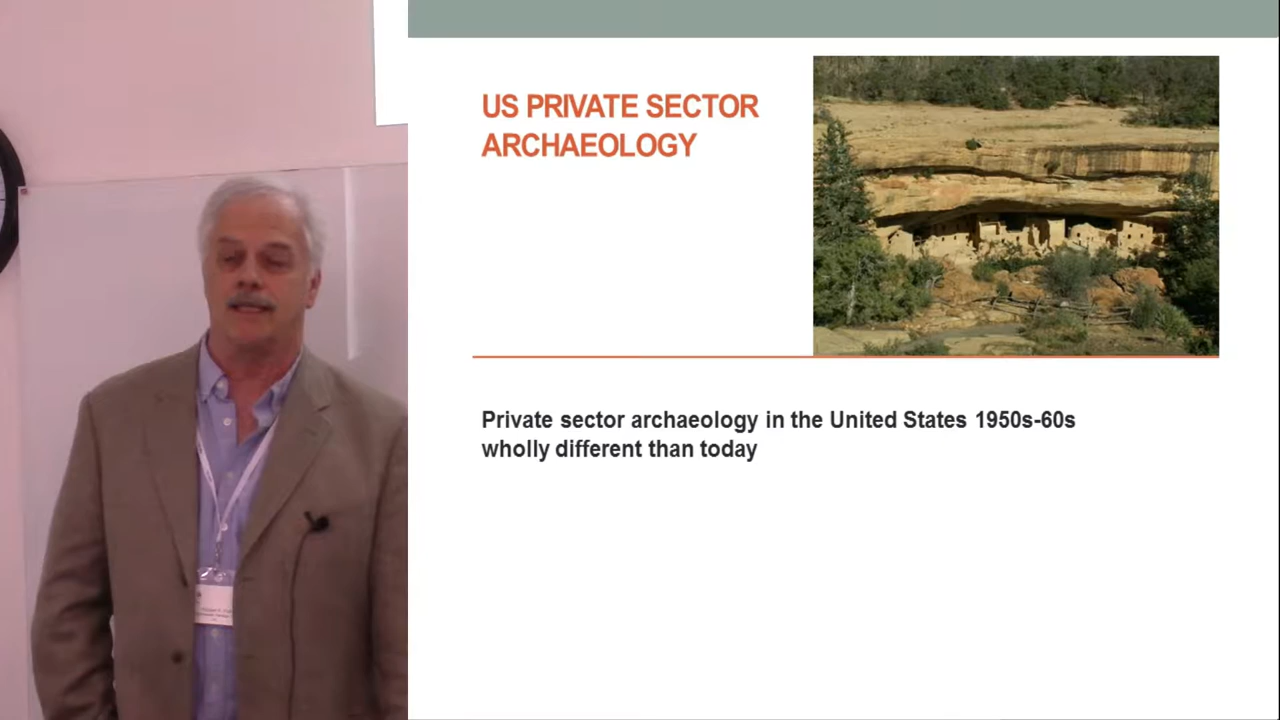 US PRIVATE SECTOR
ARCHAEOLOGY
Private sector archaeology in the United States 1950s-60s
wholly different than today